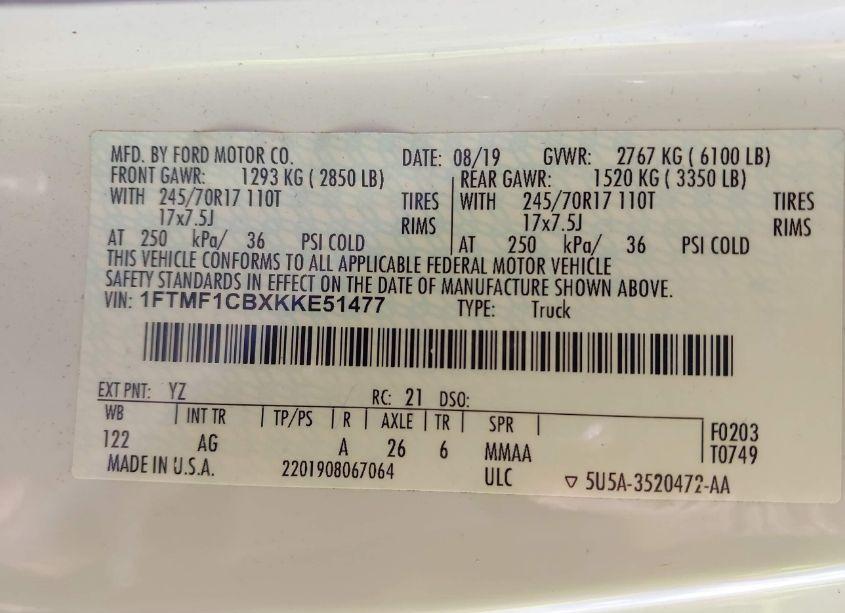 MFD. BY FORD MOTOR CO. DATE: 08/19 GVWR: 2767 KG ( 6100 LB)
FRONT GAWR: 1293 KG ( 2850 LB) REAR GAWR: 1520 KG ( 3350 LB)
WITH 245/70R17 110T TIRES WITH 245/70R17 110T TIRES
17x7.5J RIMS 17x7.5J RIMS
AT 250 kPa/ 36 PSI COLD AT 250 kPa/ 36 PSI COLD
THIS VEHICLE CONFORMS TO ALL APPLICABLE FEDERAL MOTOR VEHICLE
SAFETY STANDARDS IN EFFECT ON THE DATE OF MANUFACTURE SHOWN ABOVE.
VIN: 1FTMF1CBXKKE51477 TYPE: Truck
EXT PNT: YZ RC: 21 DSO:
WB INT TR TP/PS R AXLE TR SPR F0203
122 AG A 26 6 MMAA T0749
MADE IN U.S.A. 2201908067064 ULC ▽ 5U5A-3520472-AA